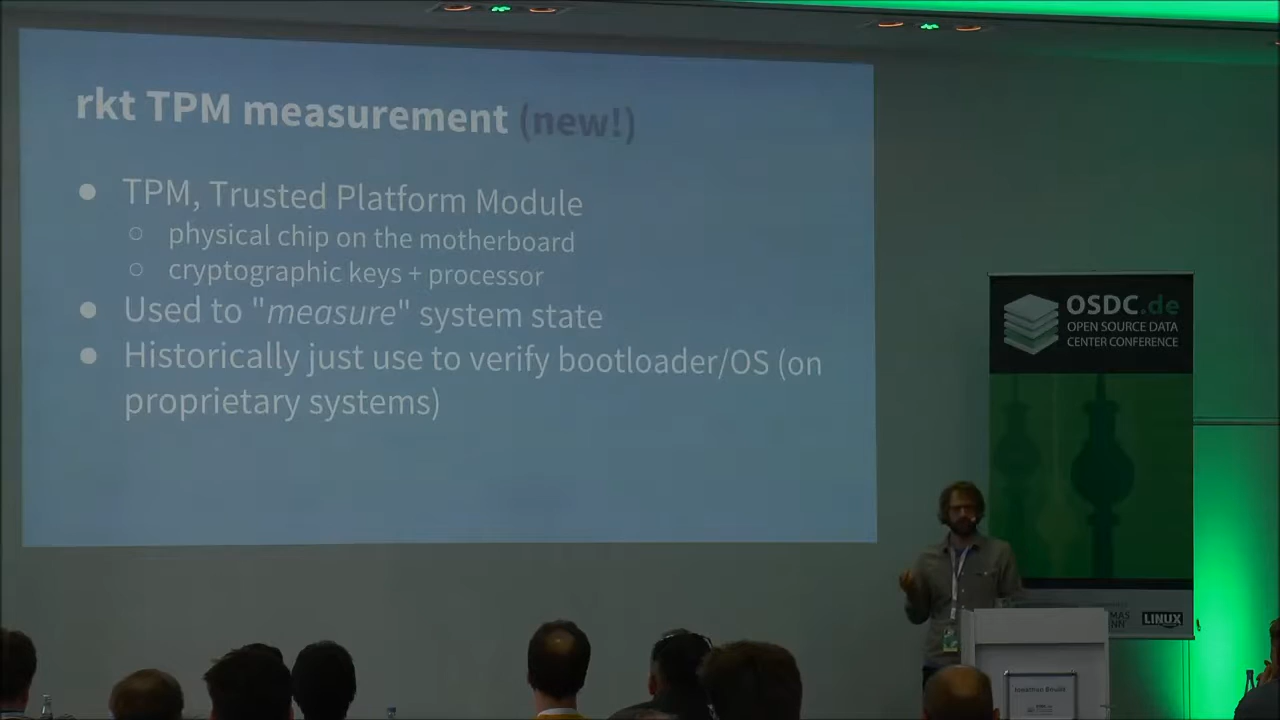 rkt TPM measurement (new!)
● TPM, Trusted Platform Module
○ physical chip on the motherboard
○ cryptographic keys + processor
● Used to "measure" system state
● Historically just use to verify bootloader/OS (on
proprietary systems)
OSDC.de
OPEN SOURCE DATA
CENTER CONFERENCE
LINUX
Jonathan Boulle